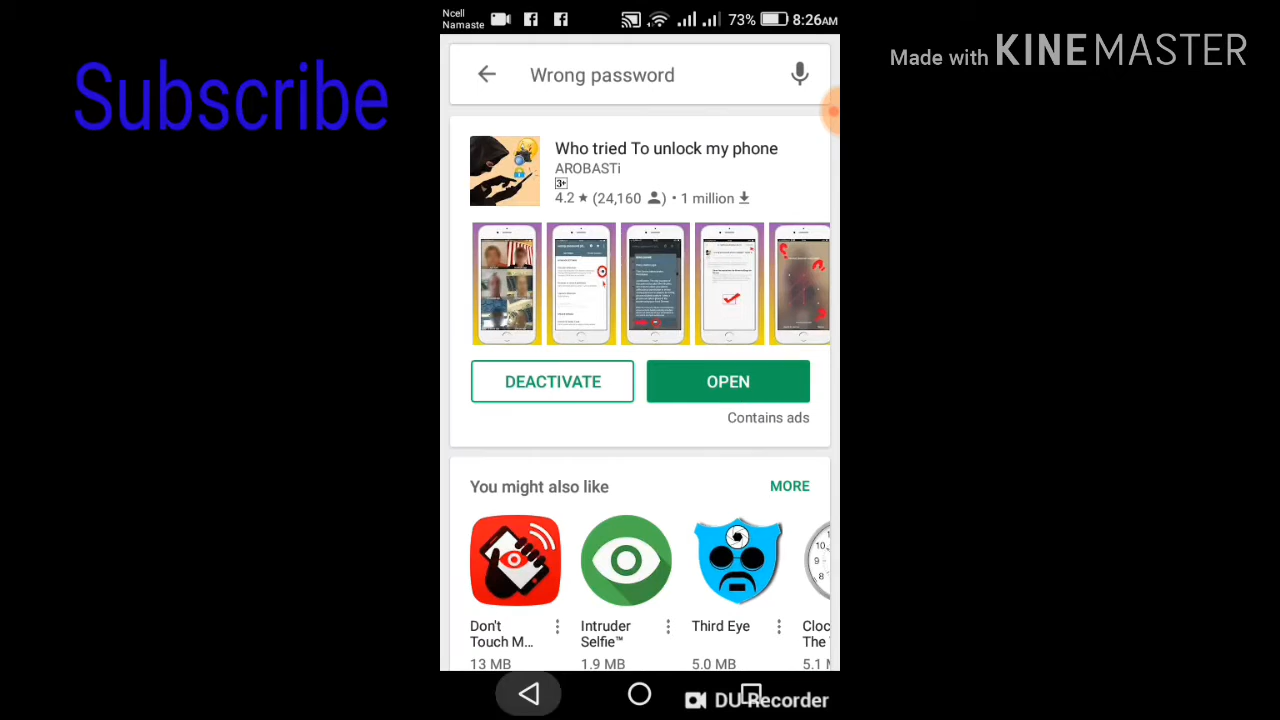 Subscribe
Made with KINEMASTER
Ncell
Namaste
73% 8:26AM
Wrong password
Who tried To unlock my phone
AROBASTi
3+
4.2 ★ (24,160 ) • 1 million
DEACTIVATE
OPEN
Contains ads
You might also like
MORE
Don't
Touch M...
13 MB
Intruder
Selfie™
1.9 MB
Third Eye
5.0 MB
Cloc
The
5.1
DU Recorder